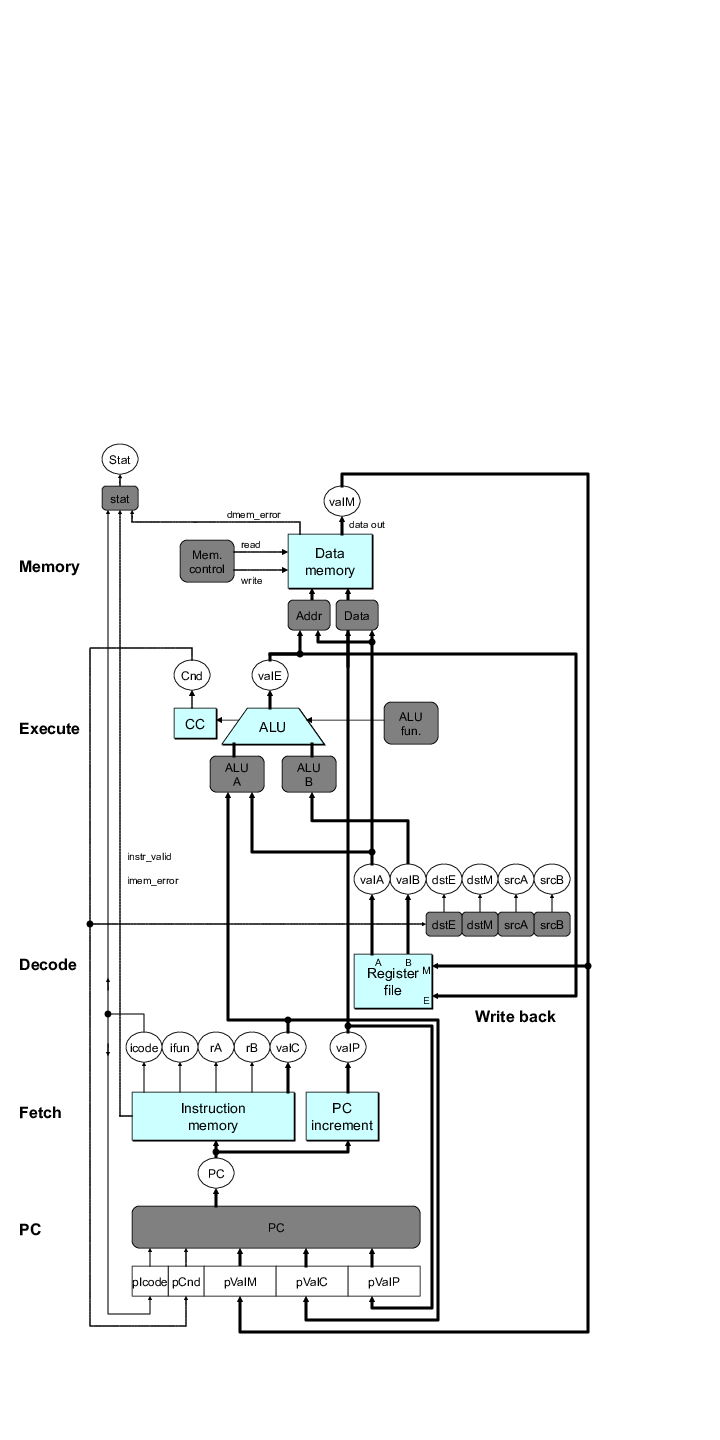 Stat
stat
valM
dmem_error
data out
read
Mem.
control
write
Data
memory
Memory
Addr
Data
Cnd
valE
CC
ALU
ALU
fun.
Execute
ALU
A
ALU
B
instr_valid
imem_error
valA
valB
dstE
dstM
srcA
srcB
dstE
dstM
srcA
srcB
Decode
A
B
M
Register
file
E
Write back
icode
ifun
rA
rB
valC
valP
Fetch
Instruction
memory
PC
increment
PC
PC
PC
pIcode
pCnd
pValM
pValC
pValP